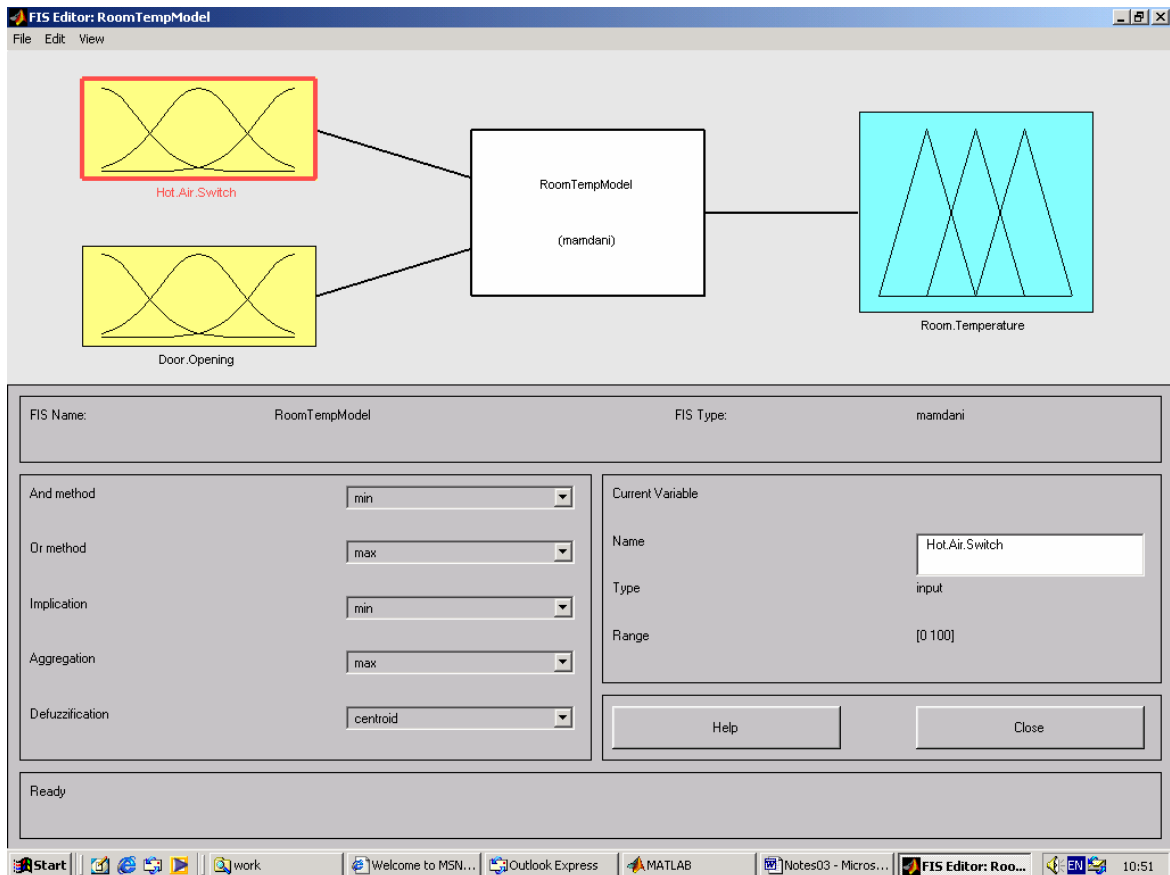 FIS Editor: RoomTempModel
File Edit View
Hot.Air.Switch
Door.Opening
RoomTempModel
(mamdani)
Room.Temperature
FIS Name: RoomTempModel FIS Type: mamdani
And method min
Or method max
Implication min
Aggregation max
Defuzzification centroid
Current Variable
Name Hot.Air.Switch
Type input
Range [0 100]
Help Close
Ready
Start work Welcome to MSN... Outlook Express MATLAB Notes03 - Micros... FIS Editor: Roo... EN 10:51